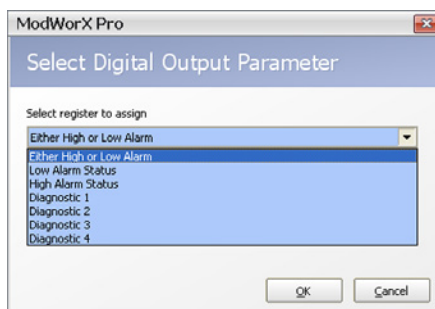 ModWorX Pro
Select Digital Output Parameter
Select register to assign
Either High or Low Alarm
Either High or Low Alarm
Low Alarm Status
High Alarm Status
Diagnostic 1
Diagnostic 2
Diagnostic 3
Diagnostic 4
OK Cancel